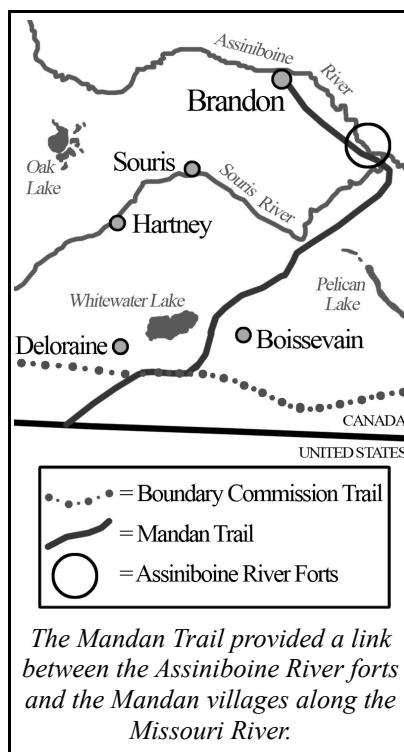 Assiniboine
River
Brandon
Oak
Lake
Souris
Souris River
Hartney
Whitewater Lake
Pelican
Lake
Deloraine
Boissevain
CANADA
UNITED STATES
= Boundary Commission Trail
= Mandan Trail
= Assiniboine River Forts
The Mandan Trail provided a link
between the Assiniboine River forts
and the Mandan villages along the
Missouri River.